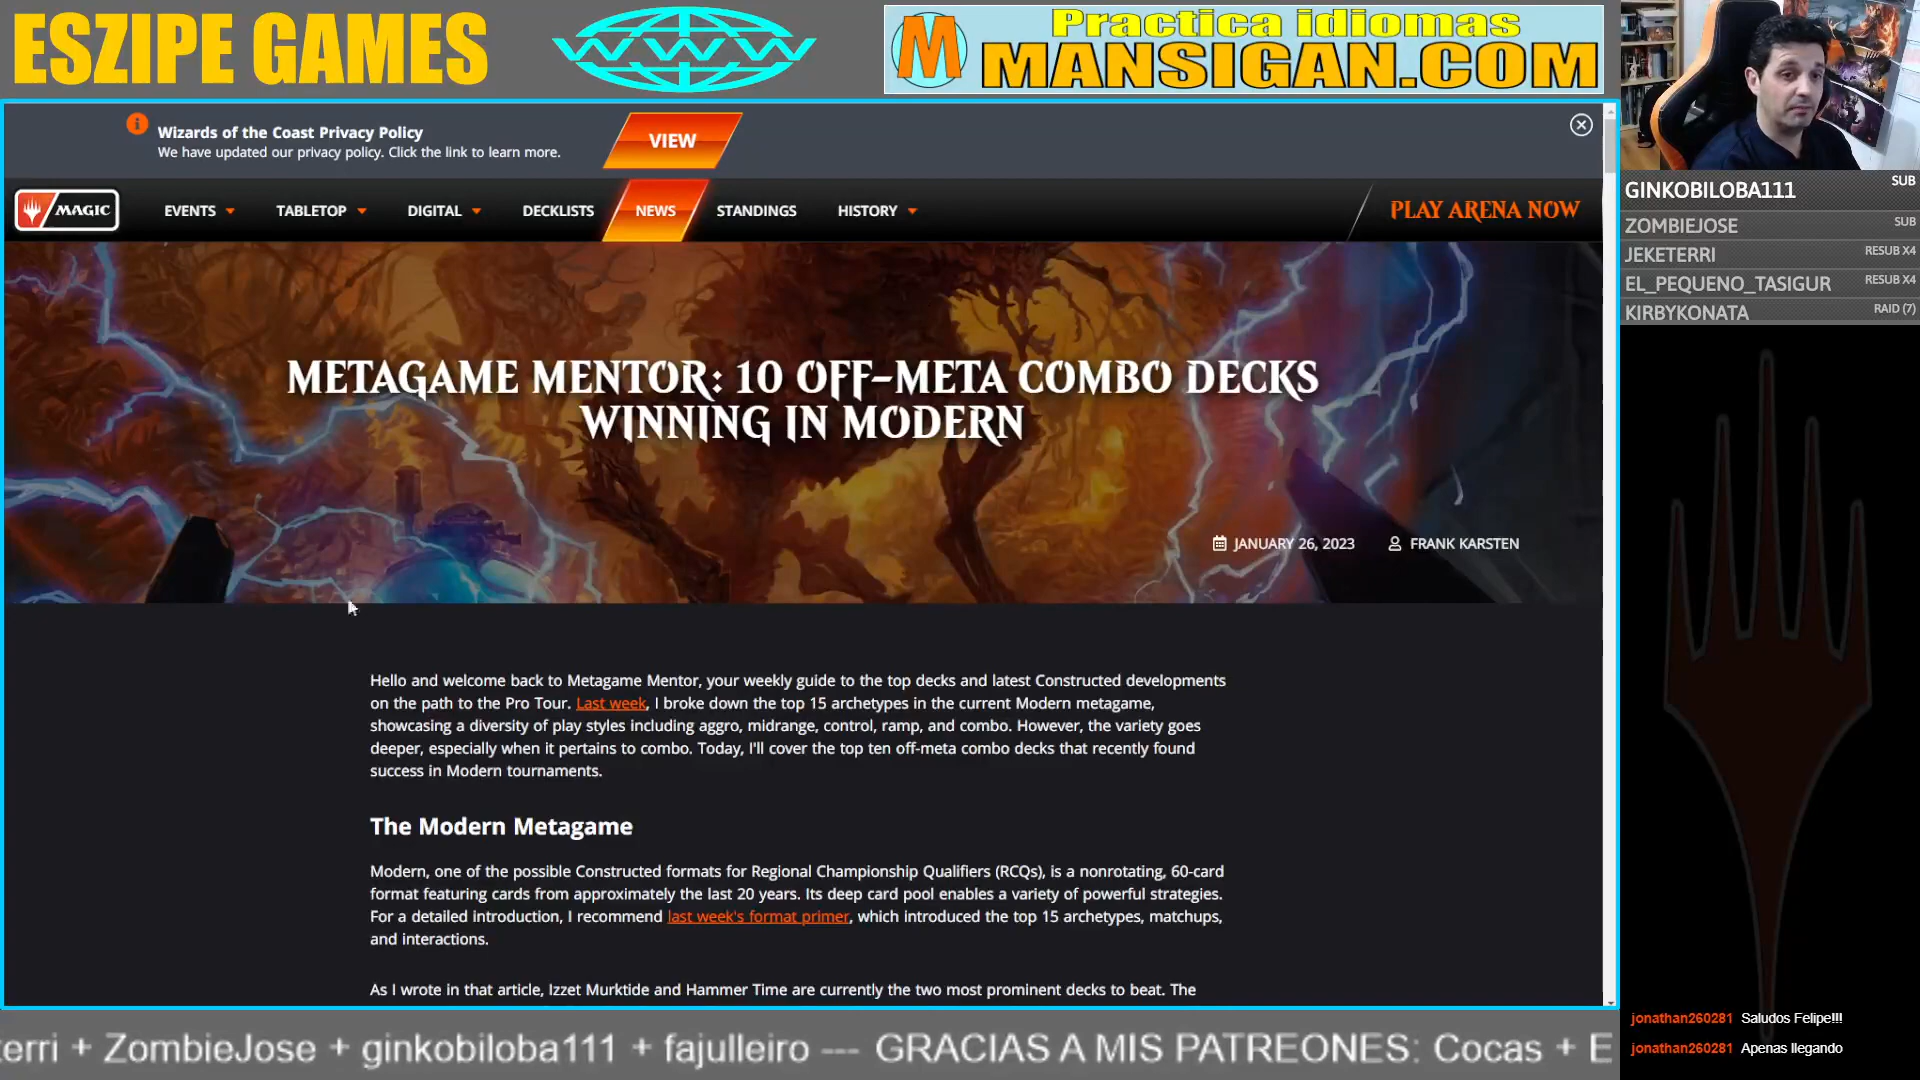 ESZIPE GAMES
WWW
Practica idiomas
M MANSIGAN.COM
Wizards of the Coast Privacy Policy
We have updated our privacy policy. Click the link to learn more.
VIEW
MAGIC
EVENTS
TABLETOP
DIGITAL
DECKLISTS
NEWS
STANDINGS
HISTORY
PLAY ARENA NOW
METAGAME MENTOR: 10 OFF-META COMBO DECKS
WINNING IN MODERN
JANUARY 26, 2023
FRANK KARSTEN
Hello and welcome back to Metagame Mentor, your weekly guide to the top decks and latest Constructed developments
on the path to the Pro Tour. Last week, I broke down the top 15 archetypes in the current Modern metagame,
showcasing a diversity of play styles including aggro, midrange, control, ramp, and combo. However, the variety goes
deeper, especially when it pertains to combo. Today, I'll cover the top ten off-meta combo decks that recently found
success in Modern tournaments.
The Modern Metagame
Modern, one of the possible Constructed formats for Regional Championship Qualifiers (RCQs), is a nonrotating, 60-card
format featuring cards from approximately the last 20 years. Its deep card pool enables a variety of powerful strategies.
For a detailed introduction, I recommend last week's format primer, which introduced the top 15 archetypes, matchups,
and interactions.
As I wrote in that article, Izzet Murktide and Hammer Time are currently the two most prominent decks to beat. The
GINKOBILOBA111 SUB
ZOMBIEJOSE SUB
JEKETERRI RESUB X4
EL_PEQUENO_TASIGUR RESUB X4
KIRBYKONATA RAID (7)
jonathan260281 Saludos Felipe!!!
jonathan260281 Apenas llegando
terri + ZombieJose + ginkobiloba111 + fajulleiro --- GRACIAS A MIS PATREONES: Cocas + E